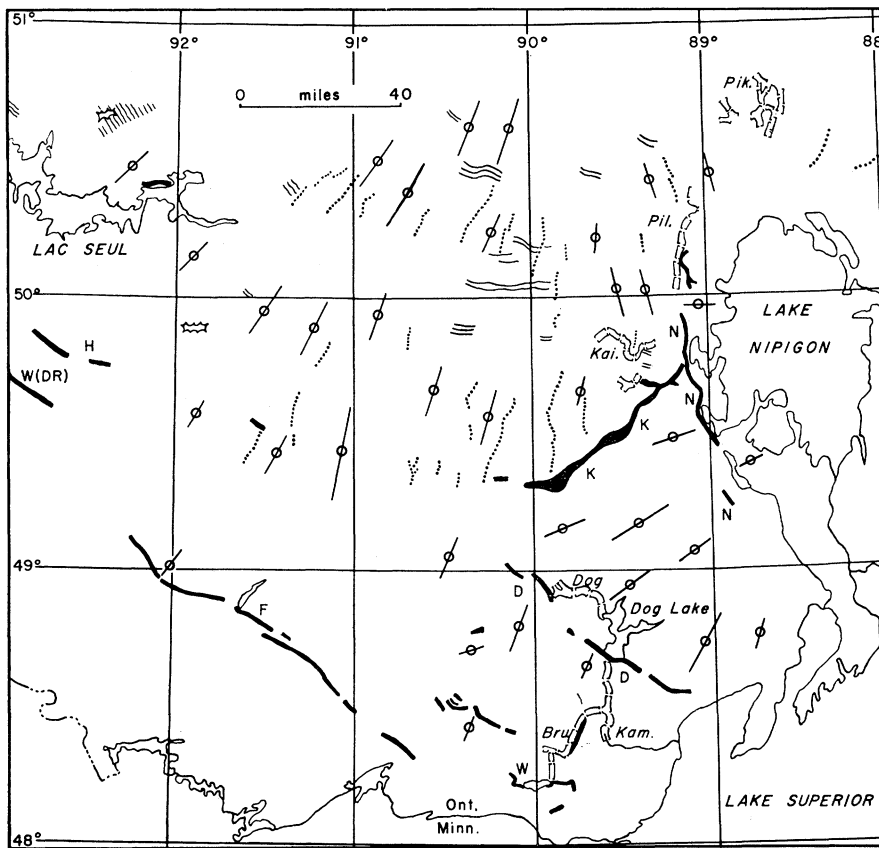 51°
92°
91°
90°
89°
88
0 miles 40
Pik.
LAC SEUL
Pil.
50°
LAKE
NIPIGON
H
N
Kai.
W(DR)
N
K
K
N
49°
D
Dog
Dog Lake
F
D
Bru
Kam.
W
Ont.
Minn.
LAKE SUPERIOR
48°